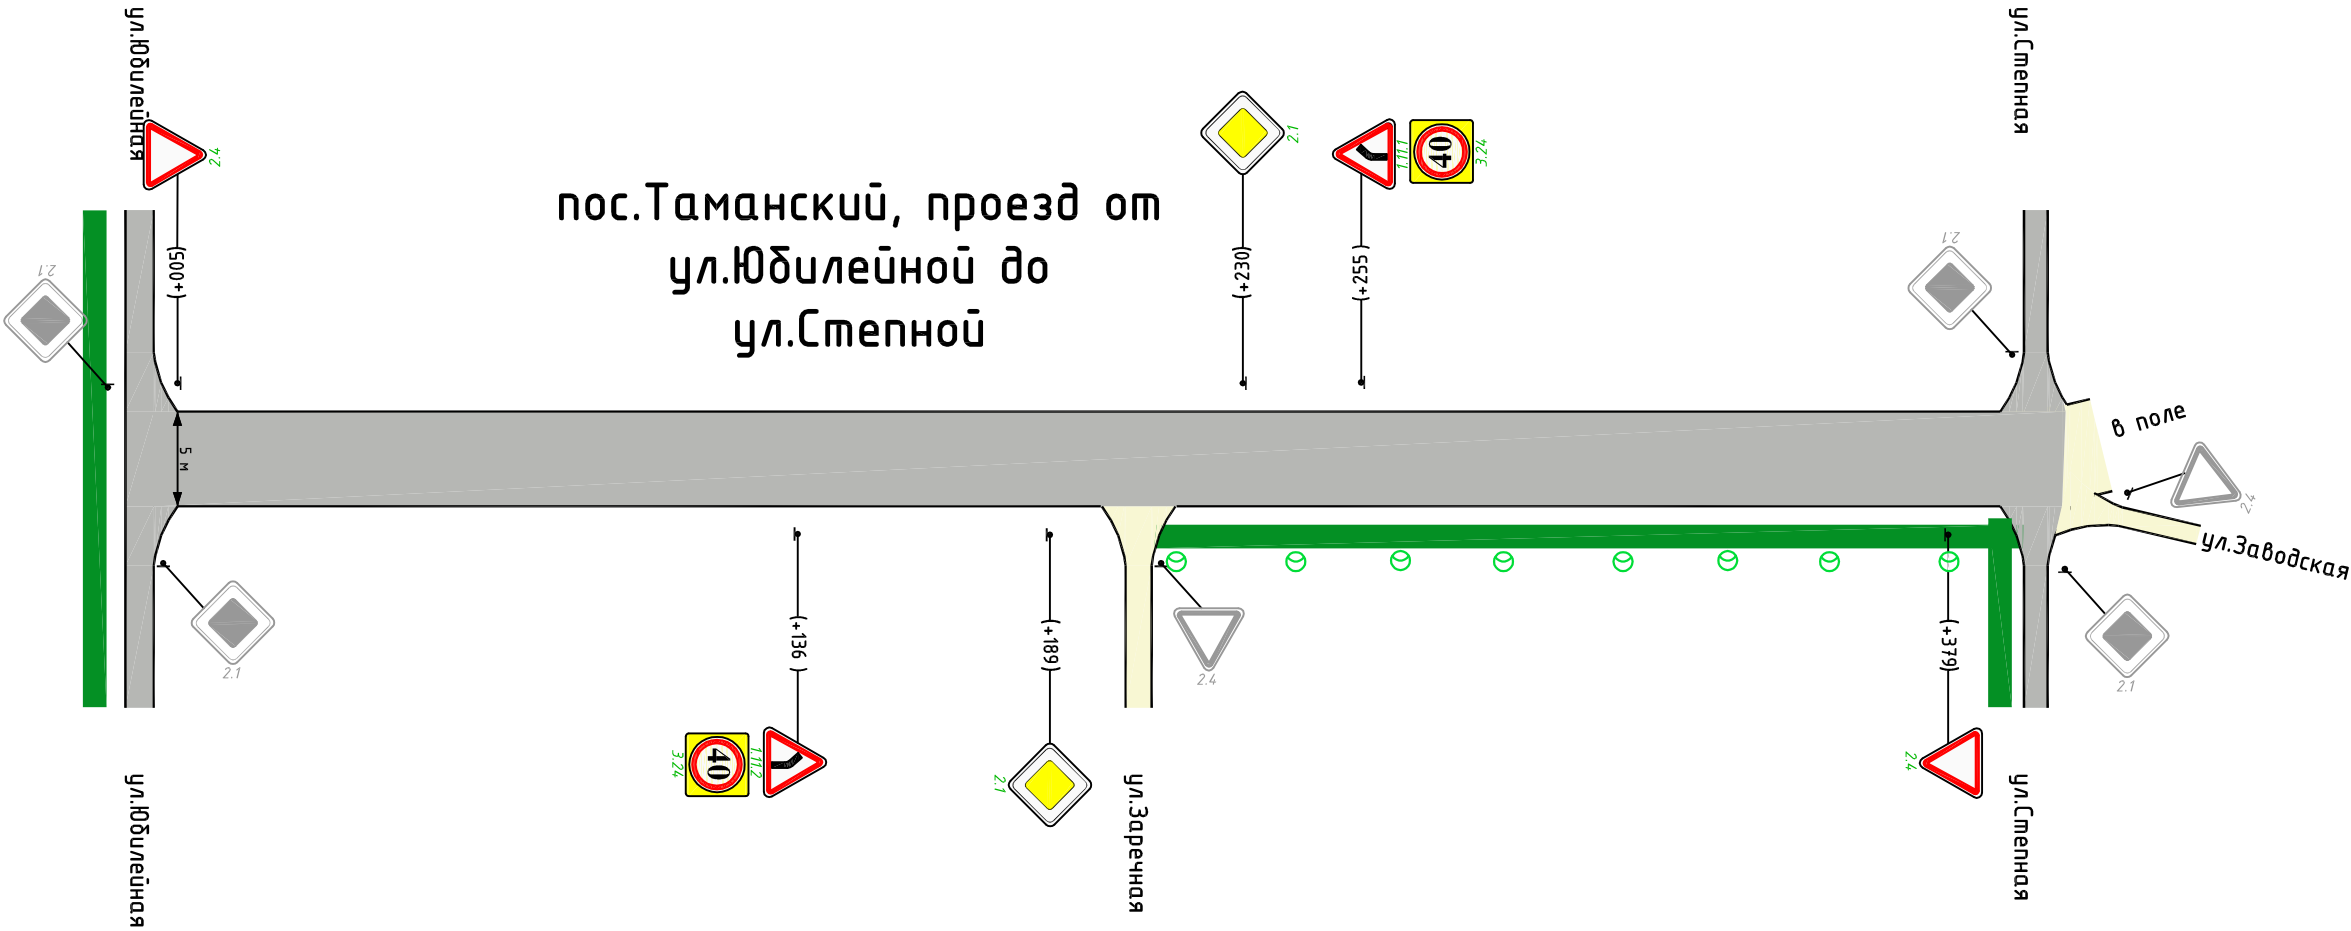 ул.Юбилейная
ул.Степная
2.4
2.1
1.11.1
40
3.24
пос.Таманский, проезд от
ул.Юбилейной до
ул.Степной
(+005)
(+230)
(+255 )
2.1
2.1
в поле
5 м
2.4
ул.Заводская
(+136 )
(+189)
(+379)
2.1
2.4
2.1
3.24
40
1.11.2
2.1
2.4
ул.Юбилейная
ул.Заречная
ул.Степная